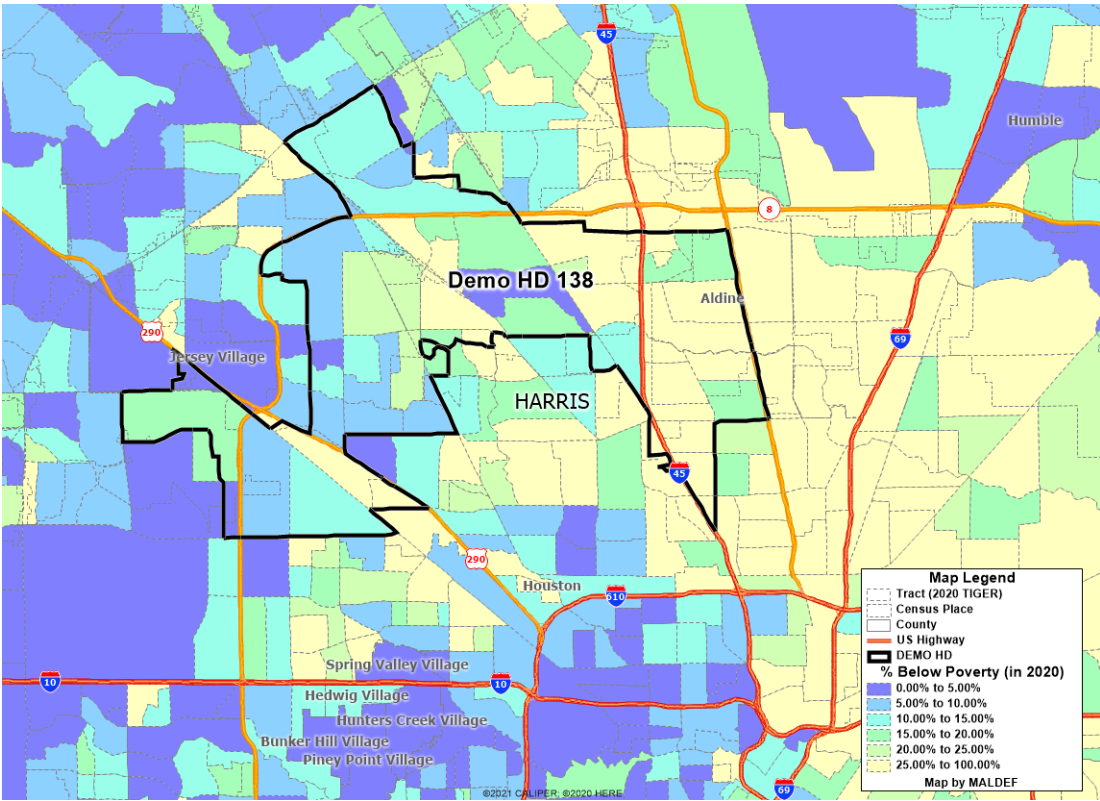 45
Humble
8
Demo HD 138
Aldine
290
69
Jersey Village
HARRIS
45
290
Houston
610
Spring Valley Village
10
10
Hedwig Village
Hunters Creek Village
Bunker Hill Village
Piney Point Village
69
©2021 CALIPER; ©2020 HERE
Map Legend
Tract (2020 TIGER)
Census Place
County
US Highway
DEMO HD
% Below Poverty (in 2020)
0.00% to 5.00%
5.00% to 10.00%
10.00% to 15.00%
15.00% to 20.00%
20.00% to 25.00%
25.00% to 100.00%
Map by MALDEF